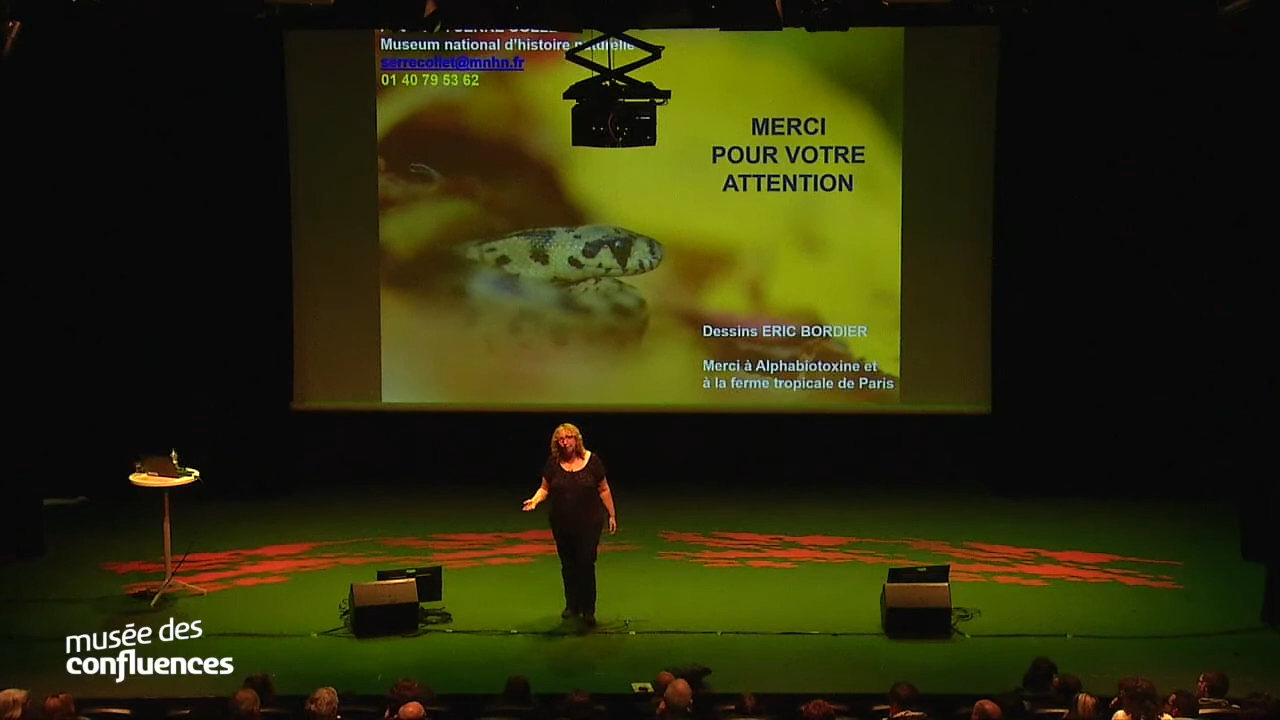 Museum national d'histoire naturelle
serrecollet@mnhn.fr
01 40 79 53 62
MERCI
POUR VOTRE
ATTENTION
Dessins ERIC BORDIER
Merci à Alphabiotoxine et
à la ferme tropicale de Paris
musée des
confluences